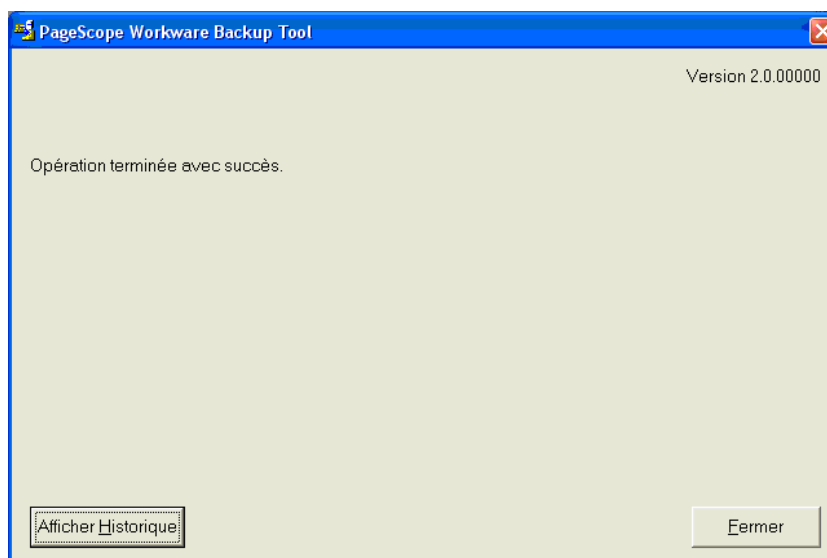 PageScope Workware Backup Tool
Version 2.0.00000
Opération terminée avec succès.
Afficher Historique
Fermer